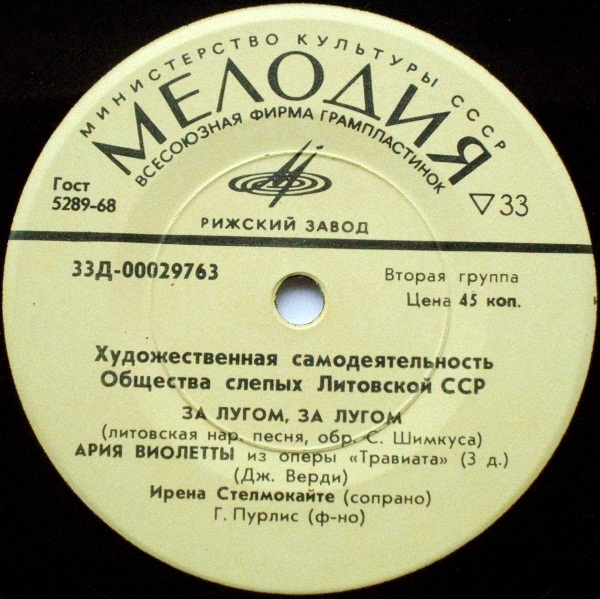 МИНИСТЕРСТВО КУЛЬТУРЫ СССР
МЕЛОДИЯ
ВСЕСОЮЗНАЯ ФИРМА ГРАМПЛАСТИНОК
Гост
5289-68
33
РИЖСКИЙ ЗАВОД
33Д-00029763
Вторая группа
Цена 45 коп.
Художественная самодеятельность
Общества слепых Литовской ССР
ЗА ЛУГОМ, ЗА ЛУГОМ
(литовская нар. песня, обр. С. Шимкуса)
АРИЯ ВИОЛЕТТЫ из оперы «Травиата» (3 д.)
(Дж. Верди)
Ирена Стелмокайте (сопрано)
Г. Пурлис (ф-но)